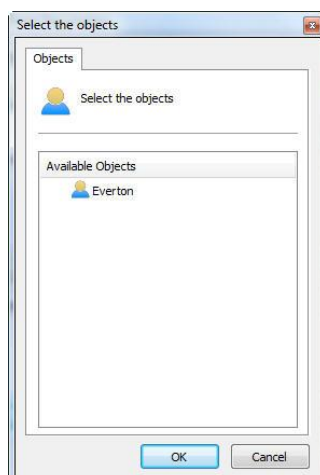 Select the objects
Objects
Select the objects
Available Objects
Everton
OK
Cancel